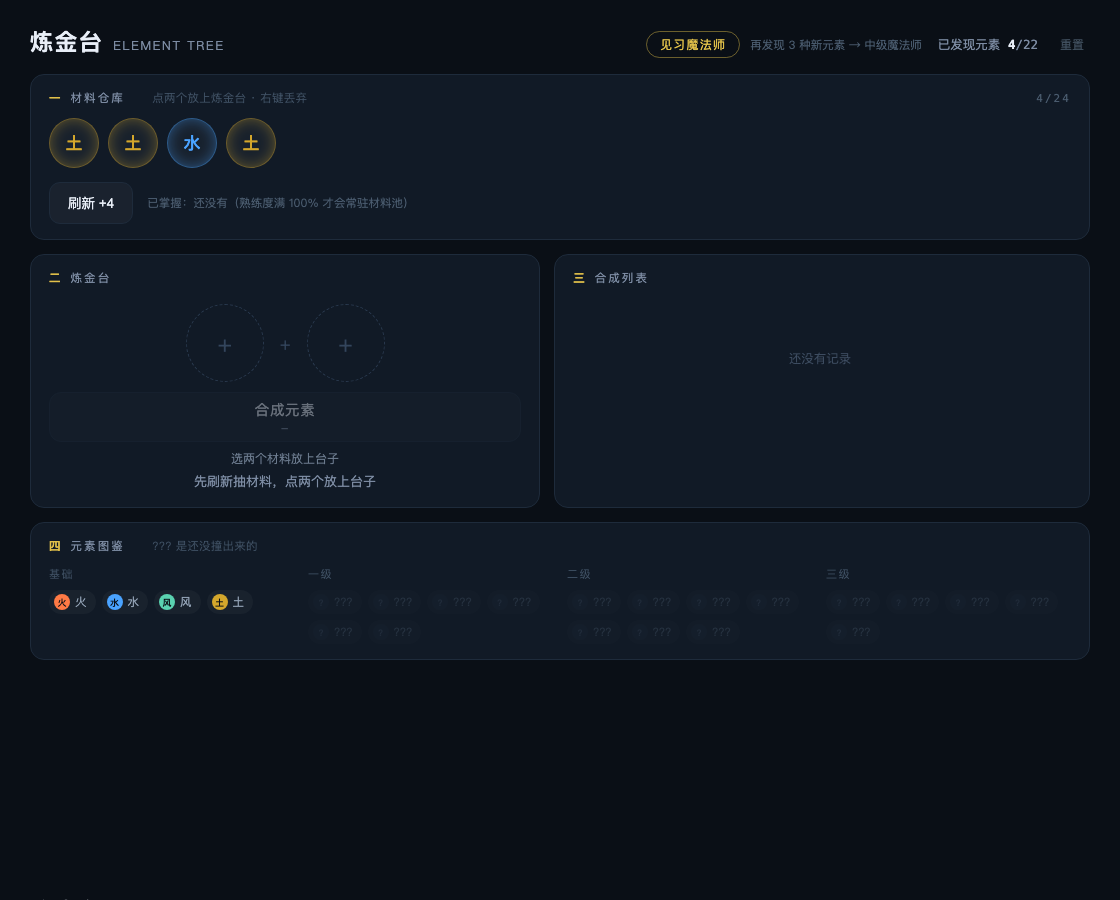 炼金台 ELEMENT TREE
见习魔法师 再发现 3 种新元素 → 中级魔法师 已发现元素 4/22 重置
一 材料仓库 点两个放上炼金台 · 右键丢弃 4/24
土 土 水 土
刷新 +4 已掌握：还没有（熟练度满 100% 才会常驻材料池）
二 炼金台
+ + +
合成元素
—
选两个材料放上台子
先刷新抽材料，点两个放上台子
三 合成列表
还没有记录
四 元素图鉴 ??? 是还没撞出来的
基础 一级 二级 三级
火 火 水 水 风 风 土 土 ? ??? ? ??? ? ??? ? ??? ? ??? ? ??? ? ??? ? ??? ? ??? ? ??? ? ??? ? ???
? ??? ? ??? ? ??? ? ??? ? ??? ? ???